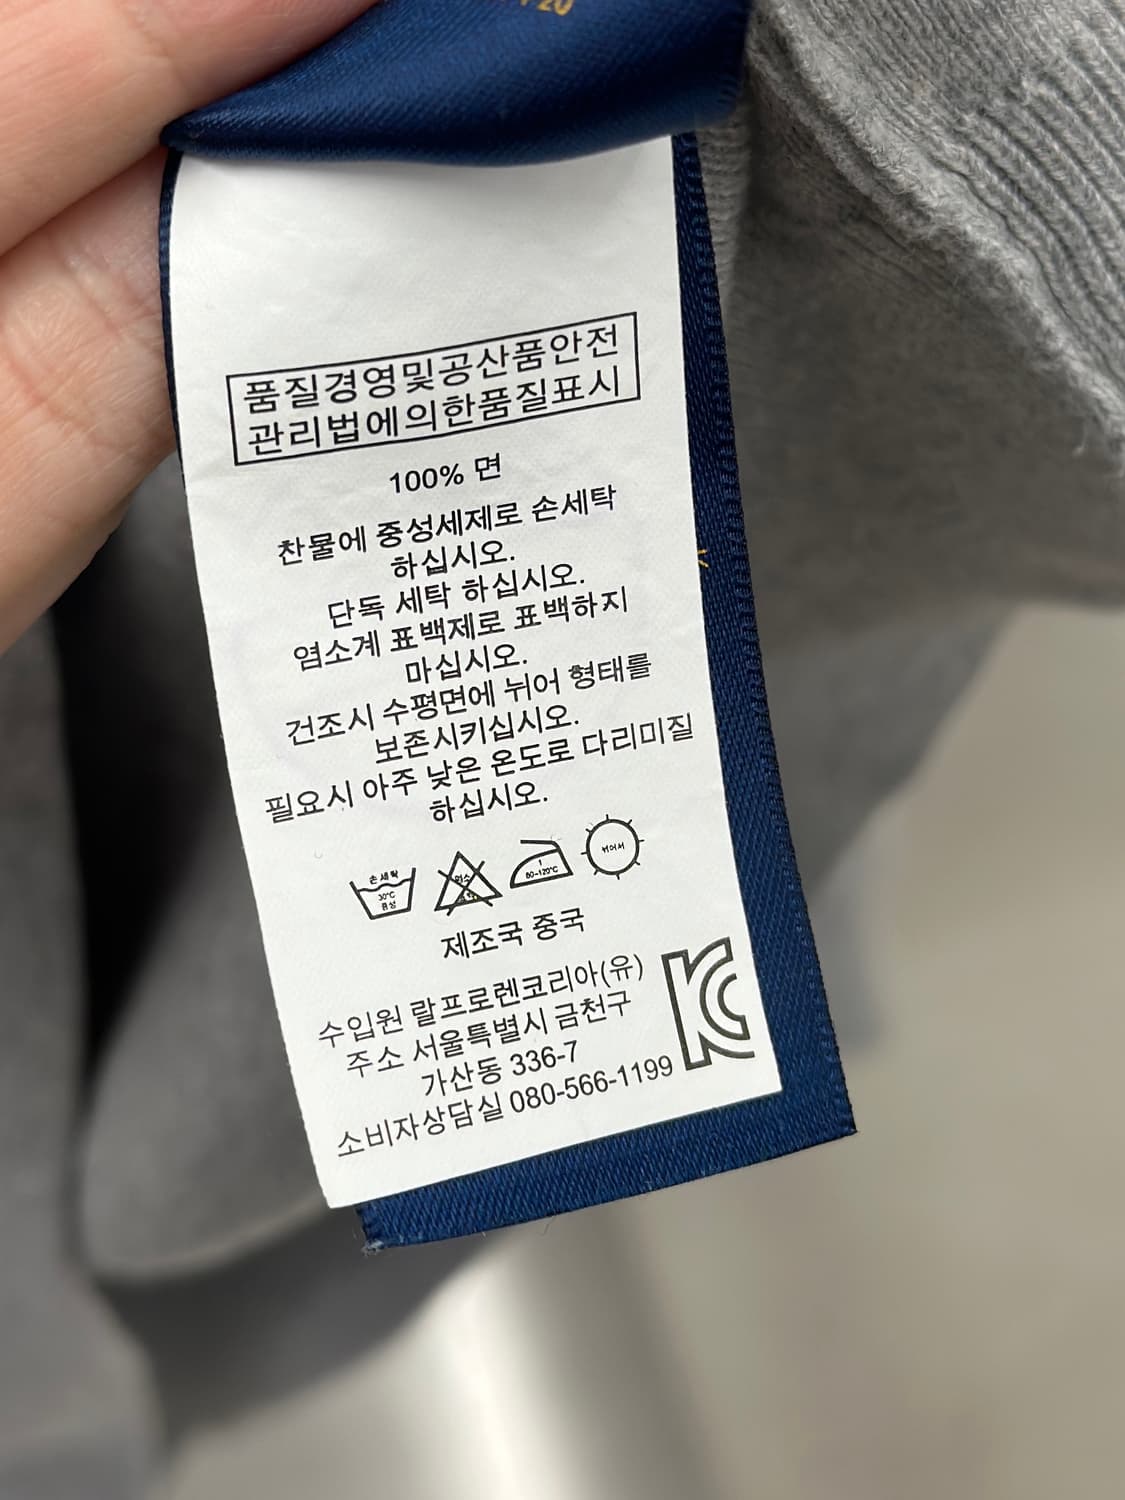 20
품질경영및공산품안전
관리법에의한품질표시
100% 면
찬물에 중성세제로 손세탁
하십시오.
단독 세탁 하십시오.
염소계 표백제로 표백하지
마십시오.
건조시 수평면에 뉘어 형태를
보존시키십시오.
필요시 아주 낮은 온도로 다리미질
하십시오.
손세탁
30°C
중성
염소
1
80~120°C
뉘어서
제조국 중국
수입원 랄프로렌코리아(유)
주소 서울특별시 금천구
가산동 336-7
소비자상담실 080-566-1199